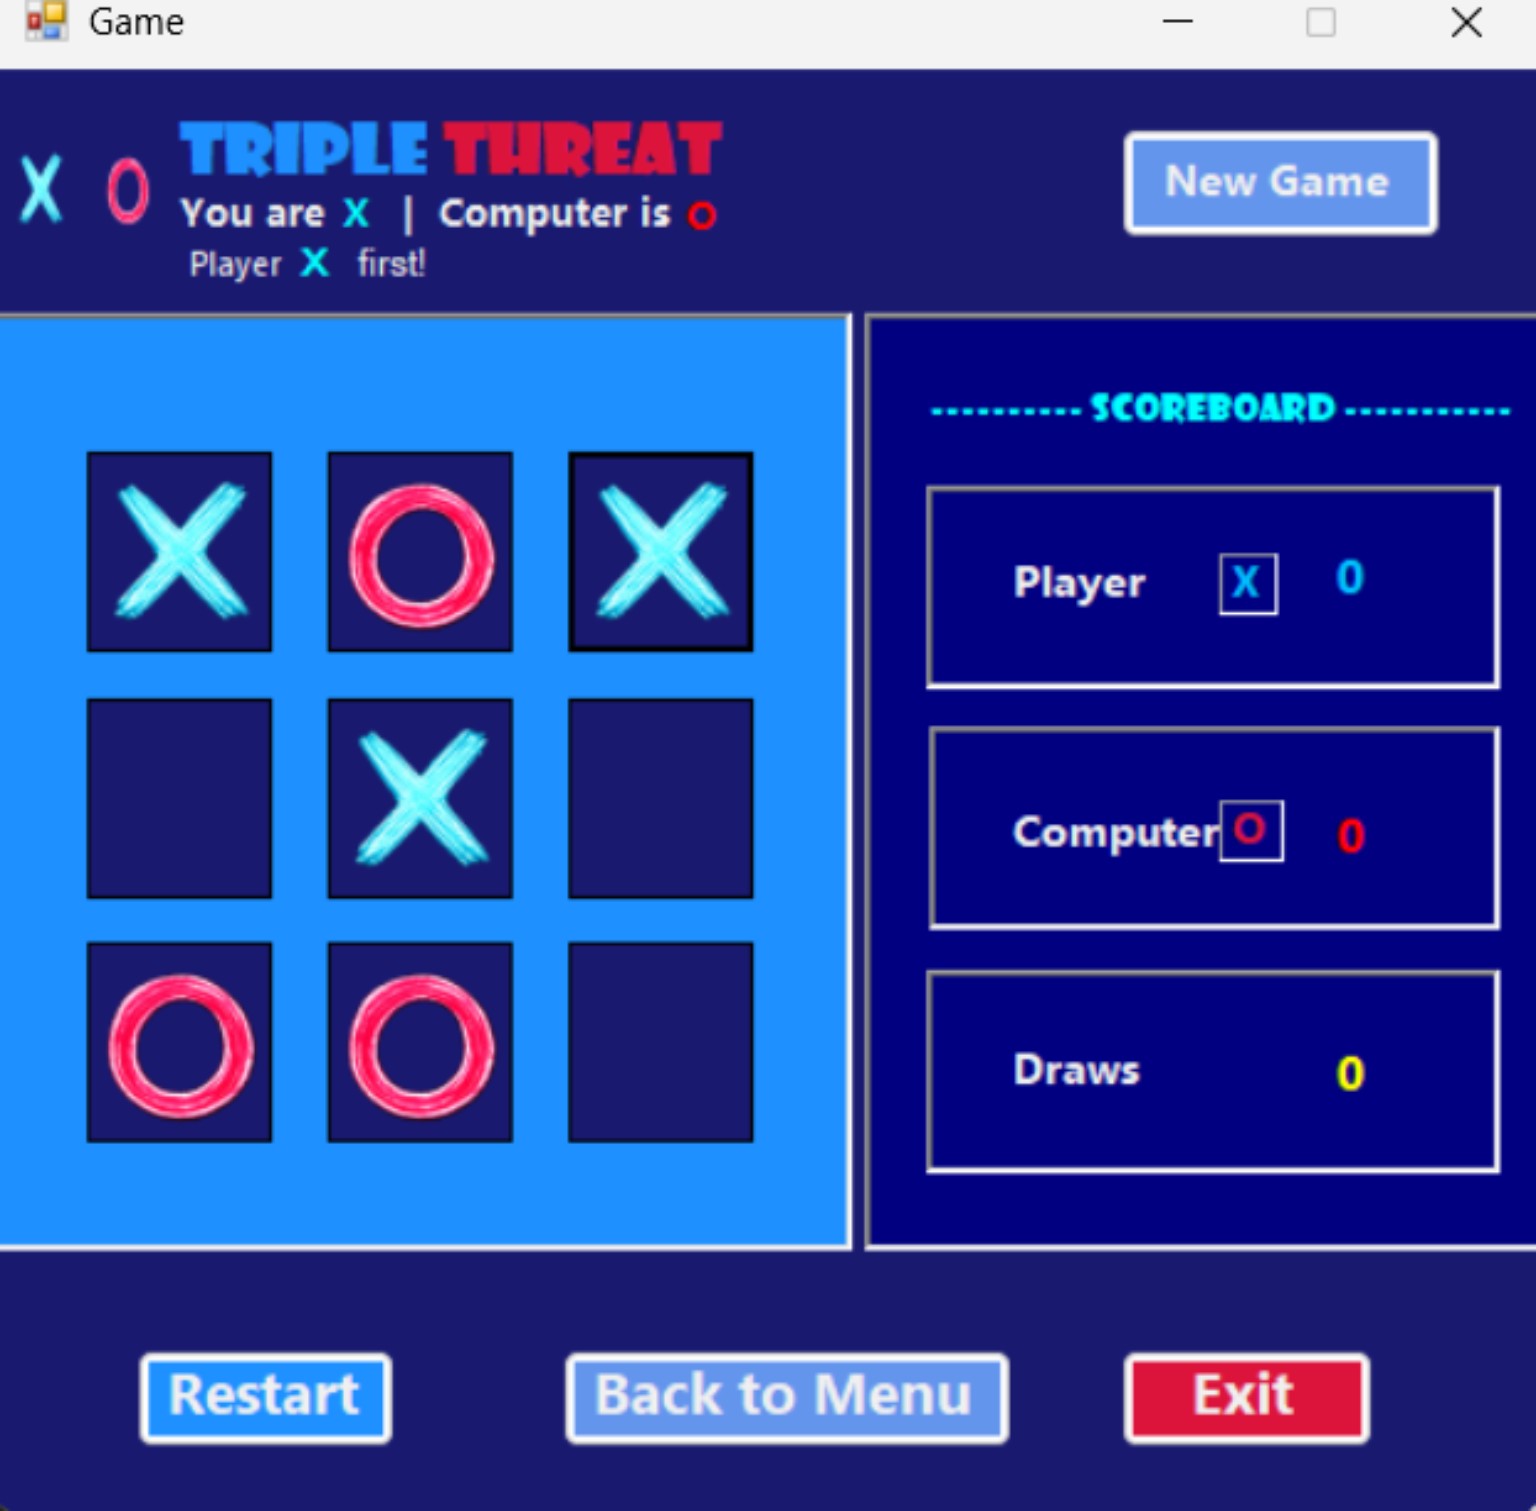 Game
X O TRIPLE THREAT
You are X | Computer is O
Player X first!
New Game
X O X
X
O O
---------- SCOREBOARD -----------
Player X 0
Computer O 0
Draws 0
Restart Back to Menu Exit